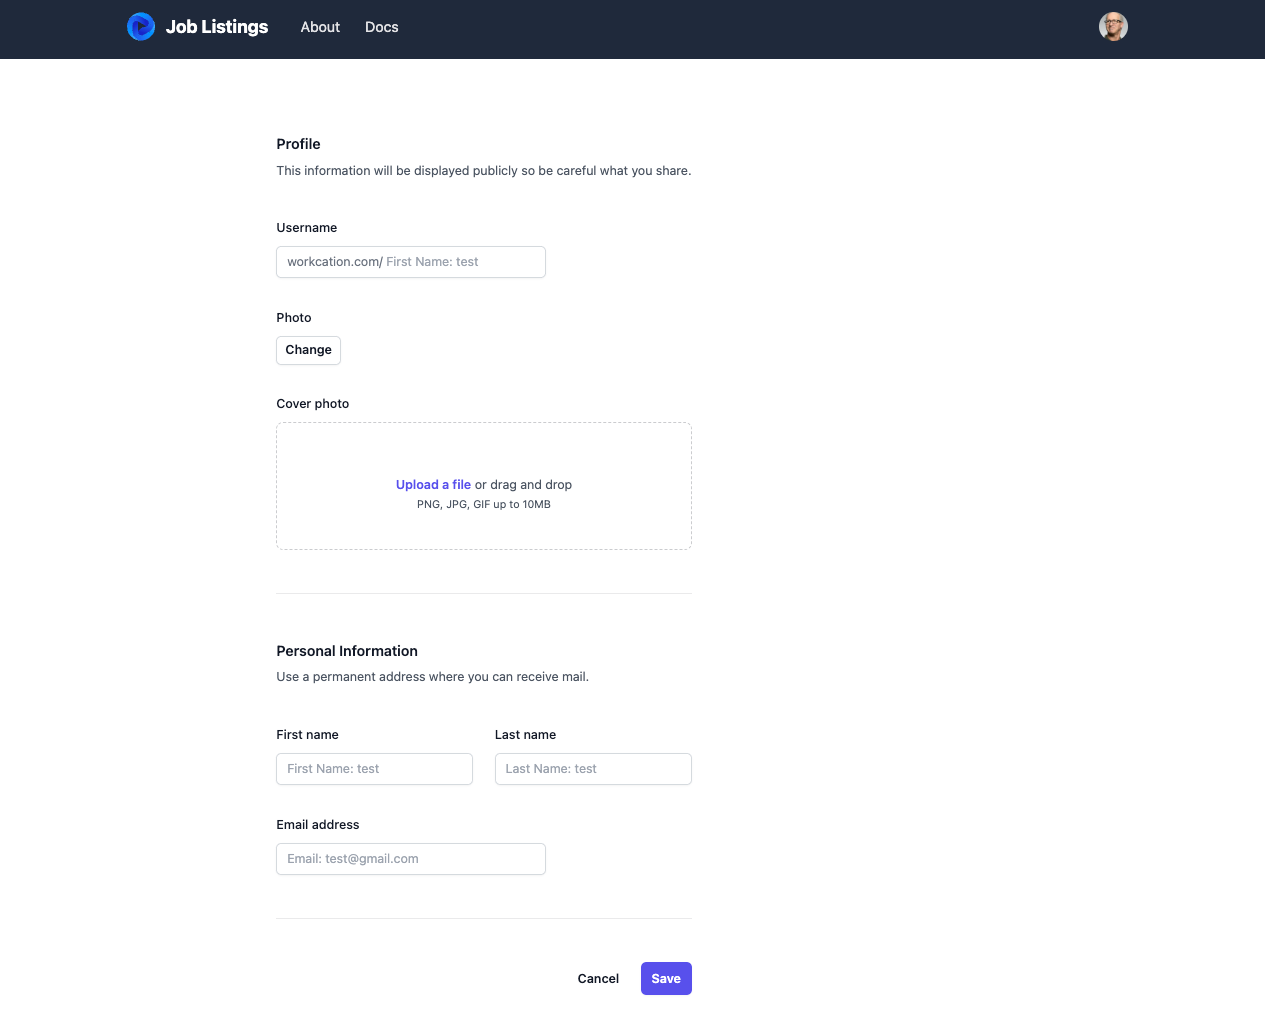 Job Listings About Docs
Profile
This information will be displayed publicly so be careful what you share.
Username
workcation.com/ First Name: test
Photo
Change
Cover photo
Upload a file or drag and drop
PNG, JPG, GIF up to 10MB
Personal Information
Use a permanent address where you can receive mail.
First name Last name
First Name: test Last Name: test
Email address
Email: test@gmail.com
Cancel Save